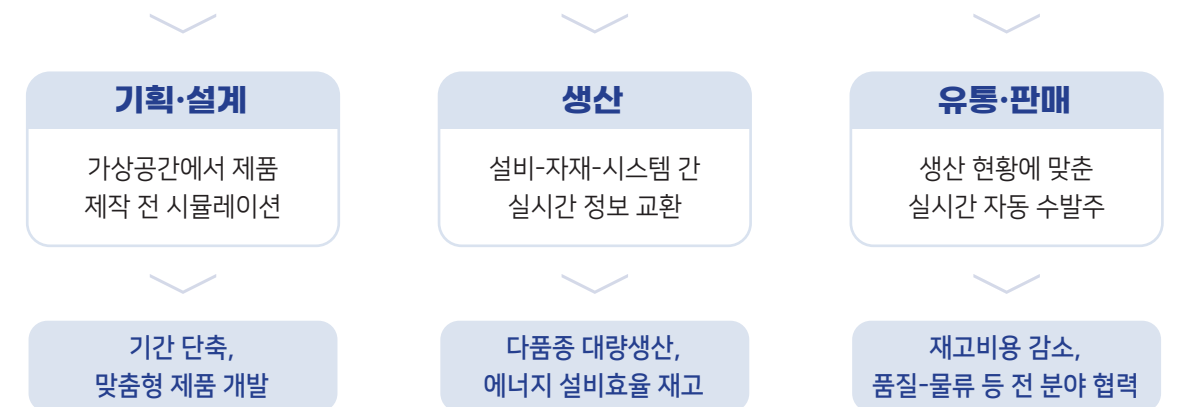 기획·설계
가상공간에서 제품
제작 전 시뮬레이션
기간 단축,
맞춤형 제품 개발
생산
설비-자재-시스템 간
실시간 정보 교환
다품종 대량생산,
에너지 설비효율 재고
유통·판매
생산 현황에 맞춘
실시간 자동 수발주
재고비용 감소,
품질-물류 등 전 분야 협력